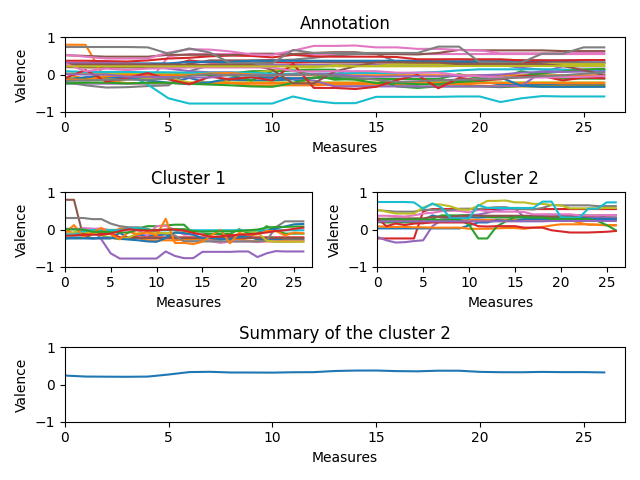 Annotation
Valence
1
0
−1
0 5 10 15 20 25
Measures
Cluster 1
Valence
1
0
−1
0 5 10 15 20 25
Measures
Cluster 2
Valence
1
0
−1
0 5 10 15 20 25
Measures
Summary of the cluster 2
Valence
1
0
−1
0 5 10 15 20 25
Measures